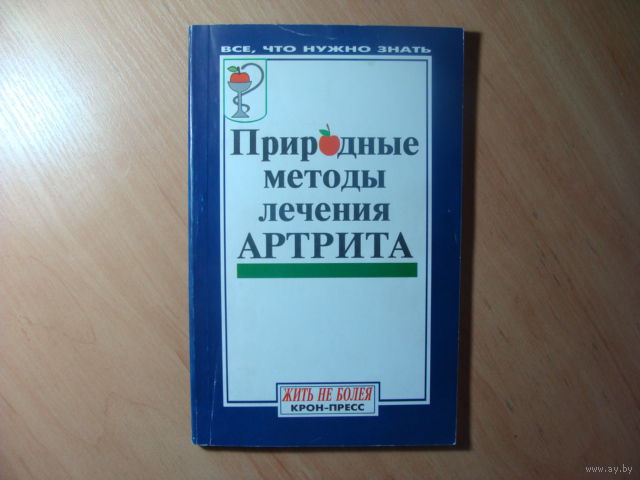 ВСЕ, ЧТО НУЖНО ЗНАТЬ
Природные
методы
лечения
АРТРИТА
ЖИТЬ НЕ БОЛЕЯ
КРОН-ПРЕСС
www.ay.by